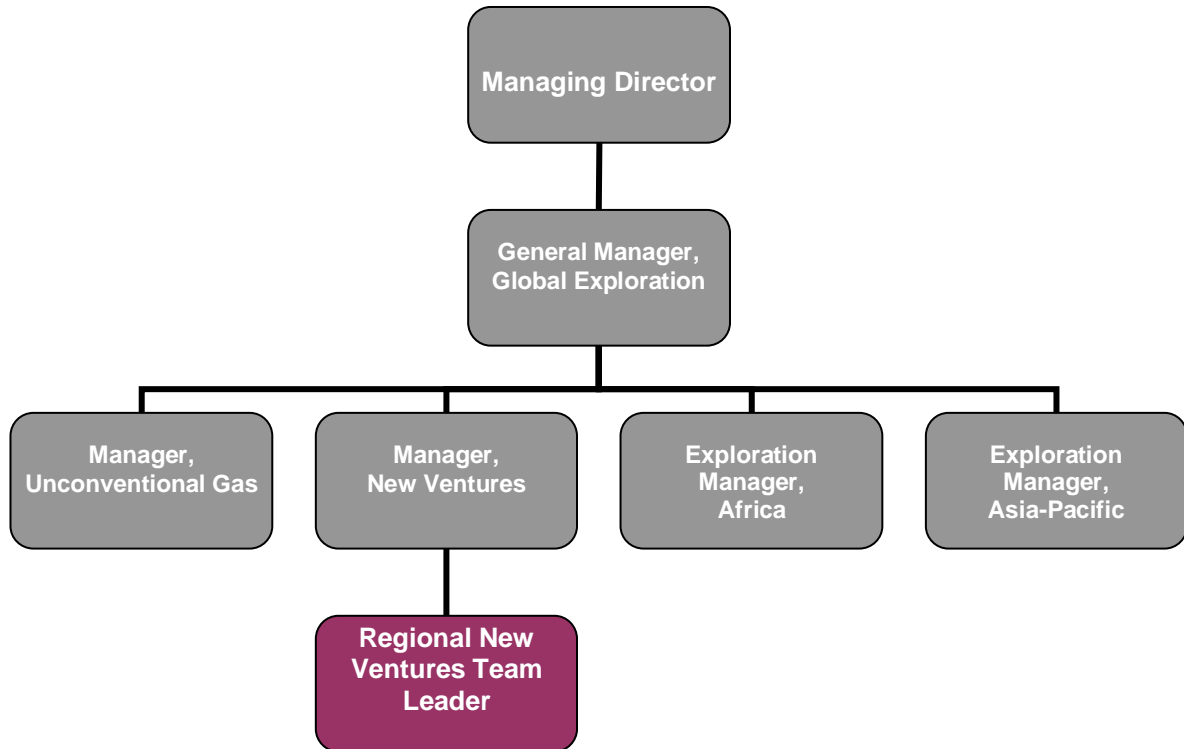 Managing Director
General Manager,
Global Exploration
Manager,
Unconventional Gas
Manager,
New Ventures
Exploration
Manager,
Africa
Exploration
Manager,
Asia-Pacific
Regional New
Ventures Team
Leader